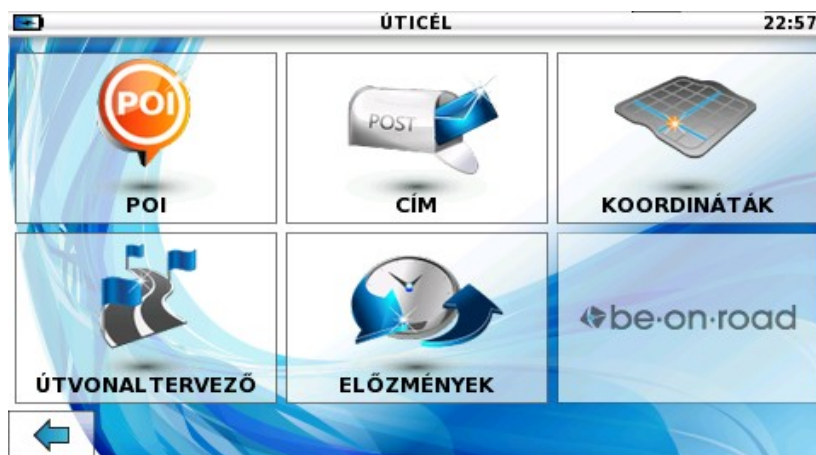 ÚTICÉL
22:57
POI
POST
POI
CÍM
KOORDINÁTÁK
ÚTVONALTERVEZŐ
ELŐZMÉNYEK
be·on·road